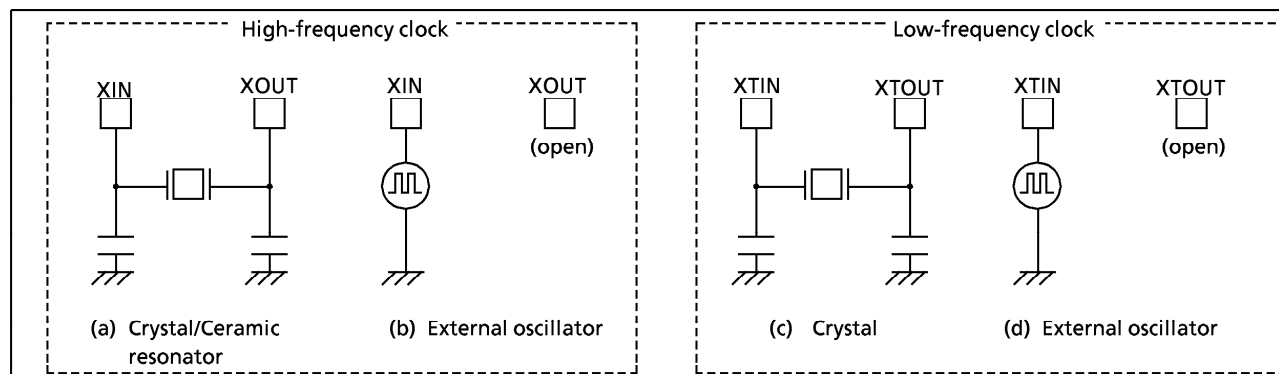 High-frequency clock
Low-frequency clock
XIN
XOUT
XIN
XOUT
XTIN
XTOUT
XTIN
XTOUT
(open)
(open)
(a) Crystal/Ceramic
resonator
(b) External oscillator
(c) Crystal
(d) External oscillator